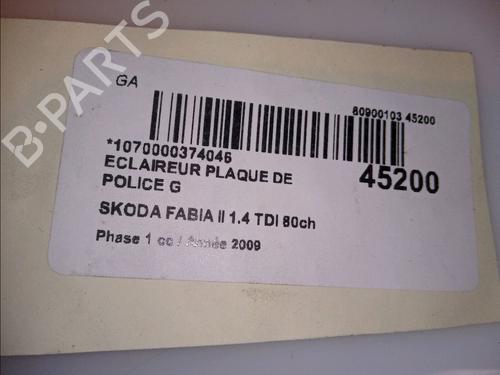 B-PARTS
GA
80900103 45200
*1070000374046
45200
ECLAIREUR PLAQUE DE
POLICE G
SKODA FABIA II 1.4 TDI 80ch
Phase 1 cc / Année 2009